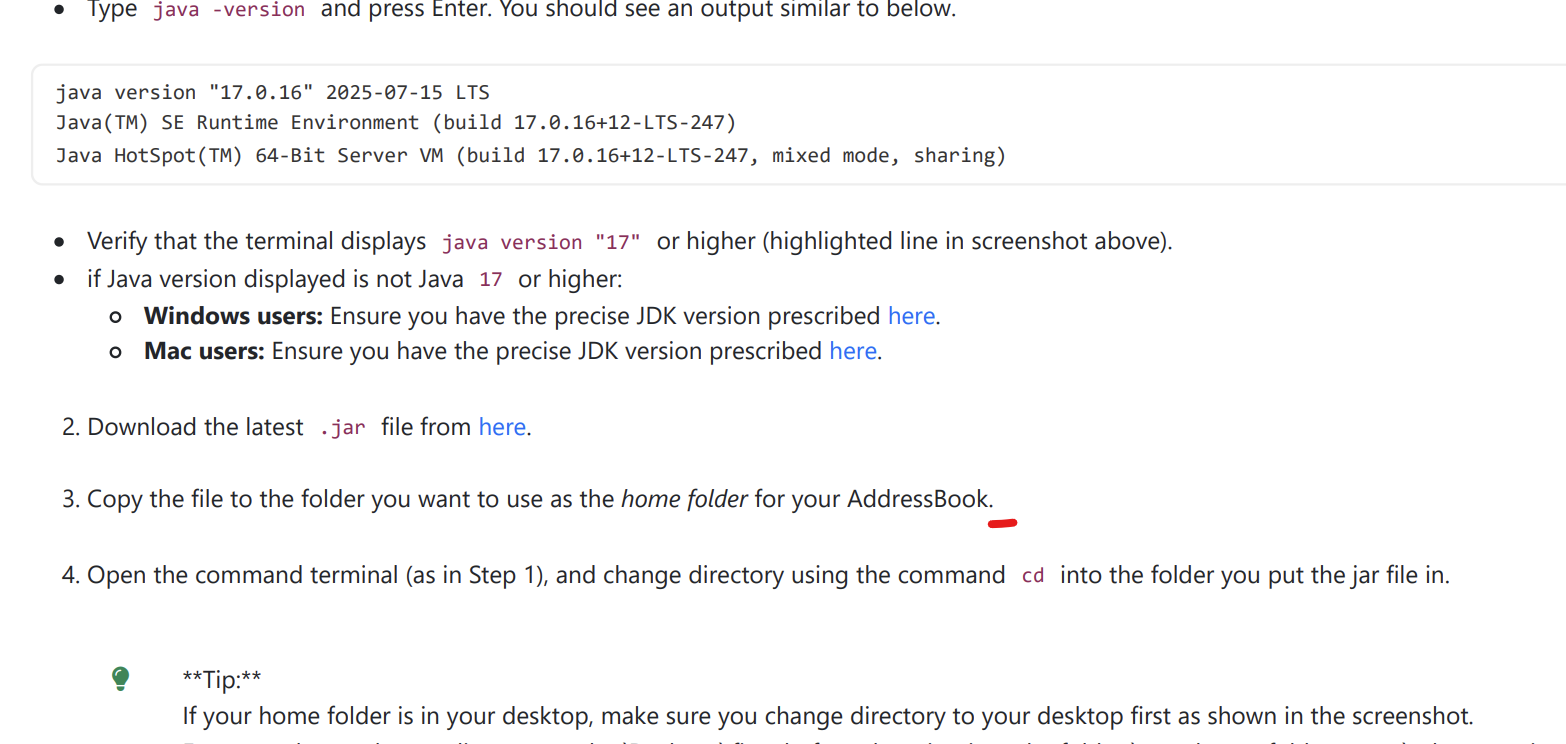 • Type java -version and press Enter. You should see an output similar to below.
java version "17.0.16" 2025-07-15 LTS
Java(TM) SE Runtime Environment (build 17.0.16+12-LTS-247)
Java HotSpot(TM) 64-Bit Server VM (build 17.0.16+12-LTS-247, mixed mode, sharing)
• Verify that the terminal displays java version "17" or higher (highlighted line in screenshot above).
• if Java version displayed is not Java 17 or higher:
○ Windows users: Ensure you have the precise JDK version prescribed here.
○ Mac users: Ensure you have the precise JDK version prescribed here.
2. Download the latest .jar file from here.
3. Copy the file to the folder you want to use as the home folder for your AddressBook.
4. Open the command terminal (as in Step 1), and change directory using the command cd into the folder you put the jar file in.
**Tip:**
If your home folder is in your desktop, make sure you change directory to your desktop first as shown in the screenshot.